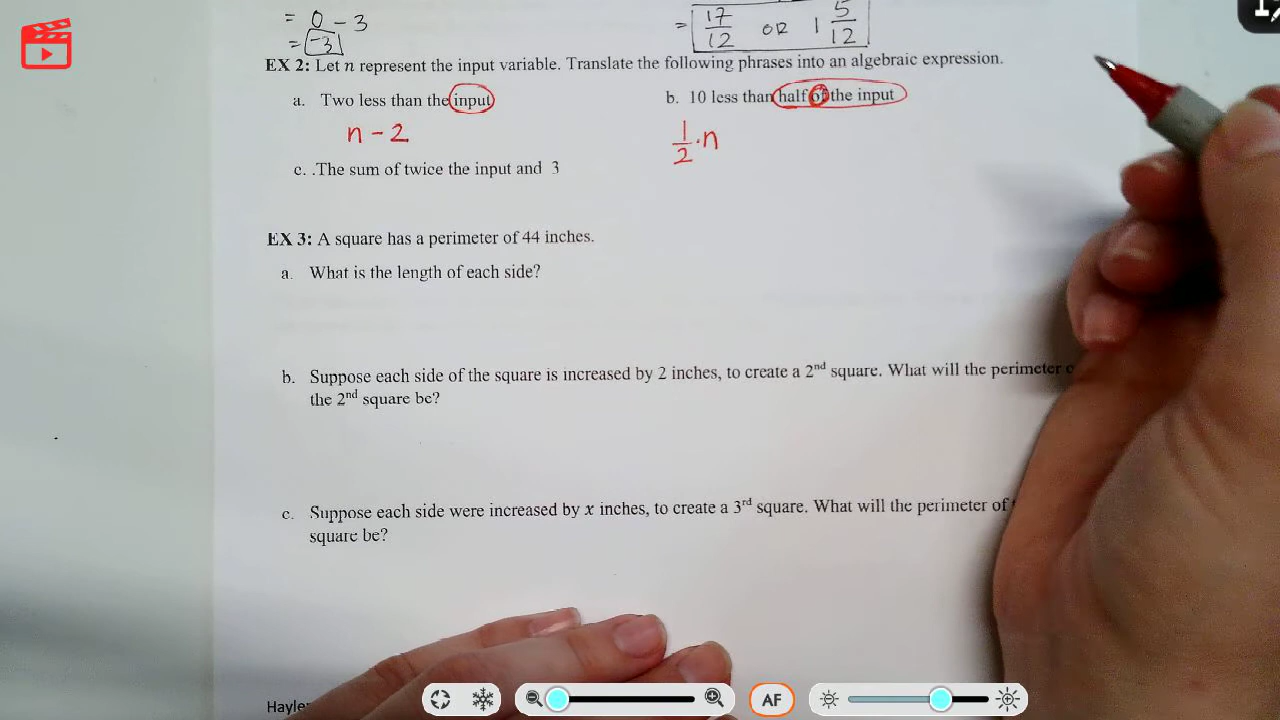 = 0 - 3
= -3
= 17/12 OR 1 5/12
EX 2: Let n represent the input variable. Translate the following phrases into an algebraic expression.
a. Two less than the input
b. 10 less than half of the input
n - 2
1/2 · n
c. .The sum of twice the input and 3
EX 3: A square has a perimeter of 44 inches.
a. What is the length of each side?
b. Suppose each side of the square is increased by 2 inches, to create a 2nd square. What will the perimeter
the 2nd square be?
c. Suppose each side were increased by x inches, to create a 3rd square. What will the perimeter of
square be?
AF